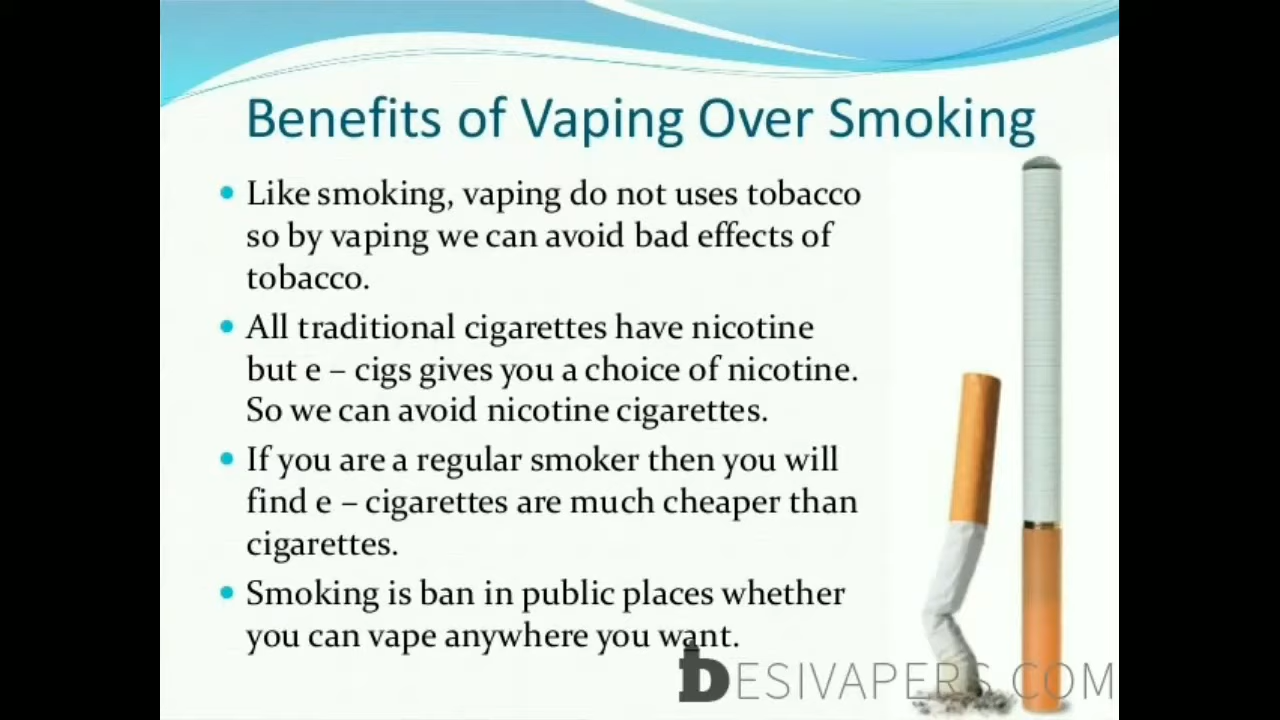 Benefits of Vaping Over Smoking
• Like smoking, vaping do not uses tobacco
so by vaping we can avoid bad effects of
tobacco.
• All traditional cigarettes have nicotine
but e – cigs gives you a choice of nicotine.
So we can avoid nicotine cigarettes.
• If you are a regular smoker then you will
find e – cigarettes are much cheaper than
cigarettes.
• Smoking is ban in public places whether
you can vape anywhere you want.
DESIVAPERS.COM